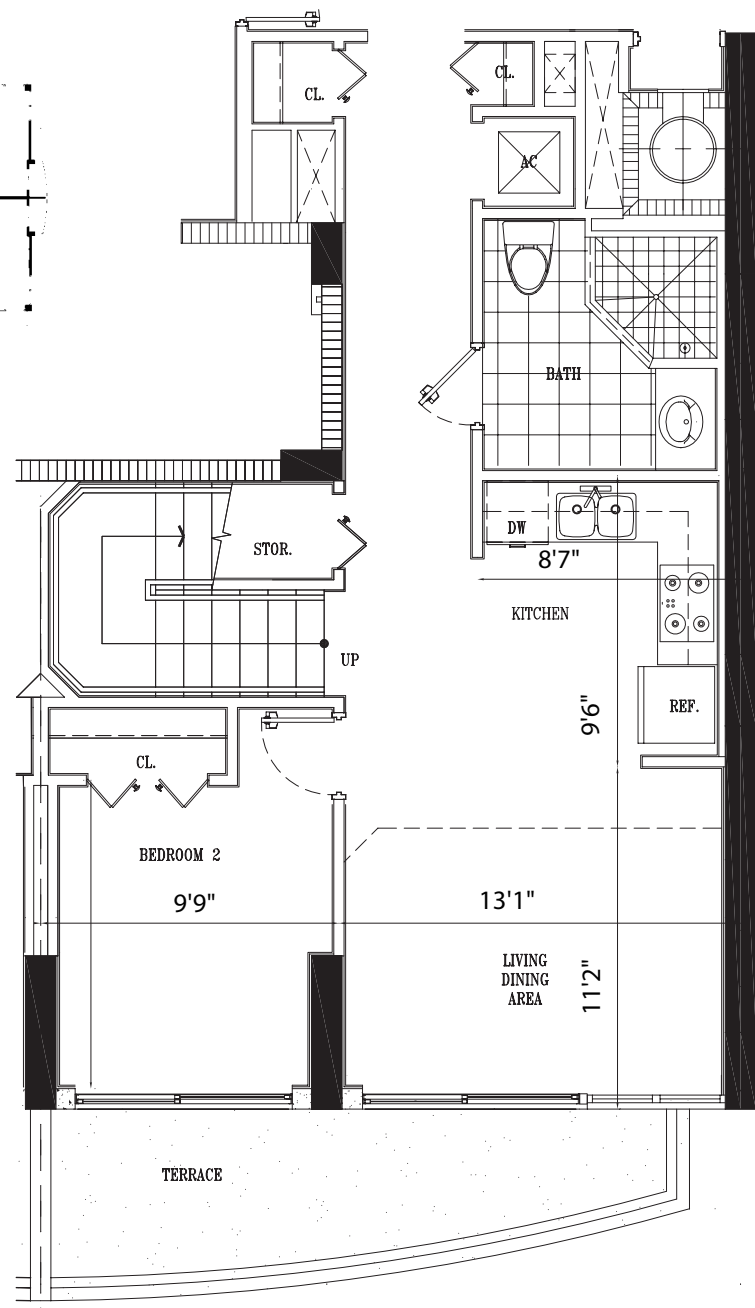 CL.
CL.
AC
BATH
DW
STOR.
8'7"
KITCHEN
UP
9'6"
REF.
CL.
BEDROOM 2
9'9"
13'1"
LIVING
DINING
AREA
11'2"
TERRACE